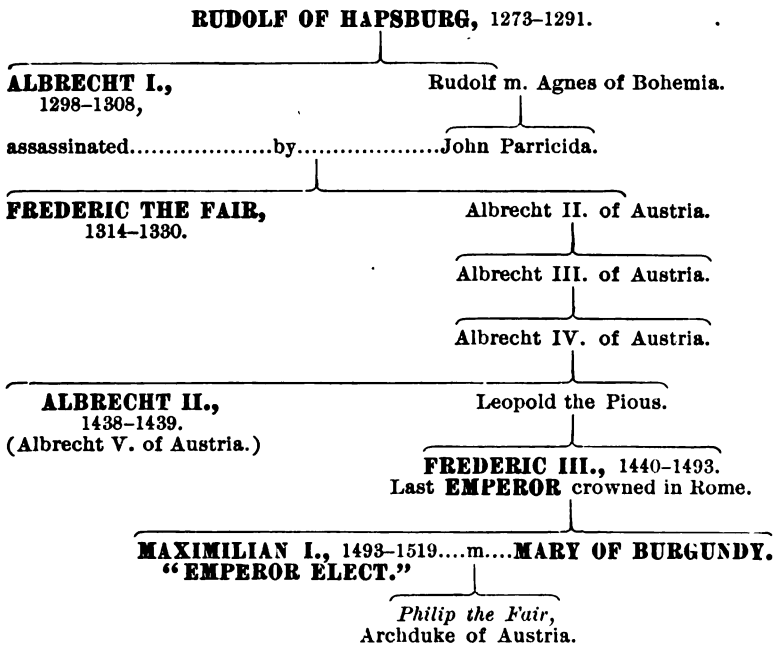 RUDOLF OF HAPSBURG, 1273–1291.
ALBRECHT I., Rudolf m. Agnes of Bohemia.
1298–1308,
assassinated....................by....................John Parricida.
FREDERIC THE FAIR, Albrecht II. of Austria.
1314–1330.
Albrecht III. of Austria.
Albrecht IV. of Austria.
ALBRECHT II., Leopold the Pious.
1438–1439.
(Albrecht V. of Austria.)
FREDERIC III., 1440–1493.
Last EMPEROR crowned in Rome.
MAXIMILIAN I., 1493–1519....m....MARY OF BURGUNDY.
“EMPEROR ELECT.”
Philip the Fair,
Archduke of Austria.